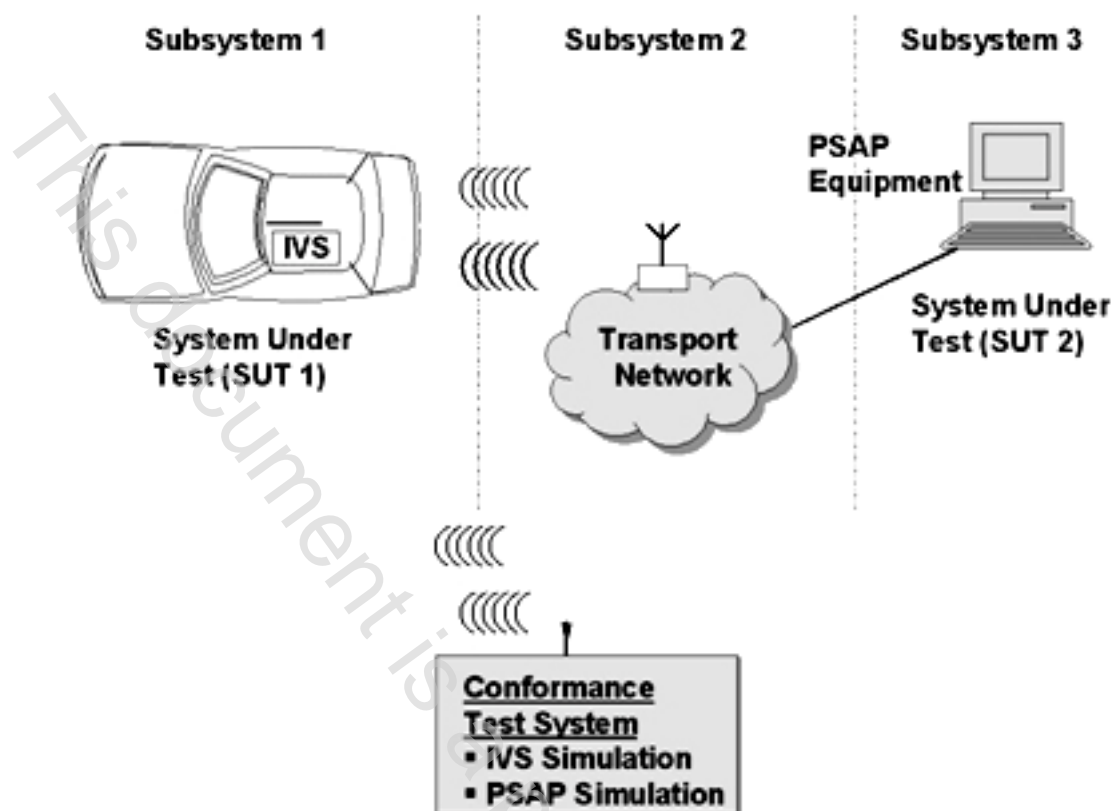 Subsystem 1
Subsystem 2
Subsystem 3
PSAP
Equipment
IVS
System Under
Test (SUT 1)
Transport
Network
System Under
Test (SUT 2)
Conformance
Test System
▪ IVS Simulation
▪ PSAP Simulation
This document is a